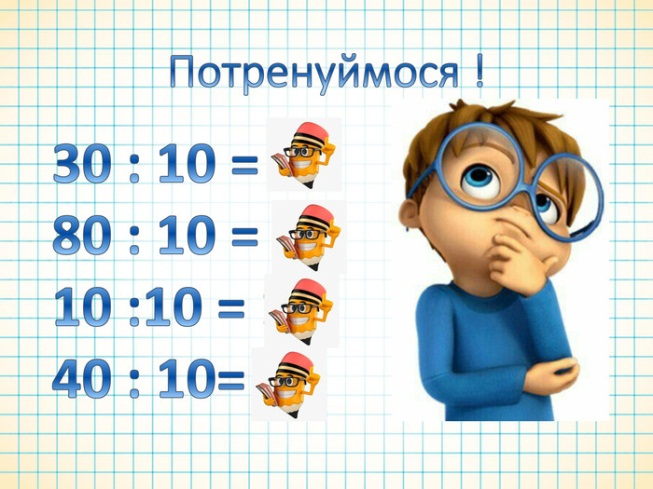 Потренуймося !
30 : 10 =
80 : 10 =
10 :10 =
40 : 10=